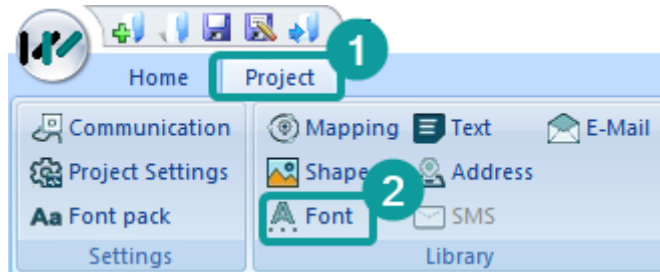 1
Home Project
Communication Mapping Text E-Mail
Project Settings Shape 2 Address
Aa Font pack Font SMS
Settings Library